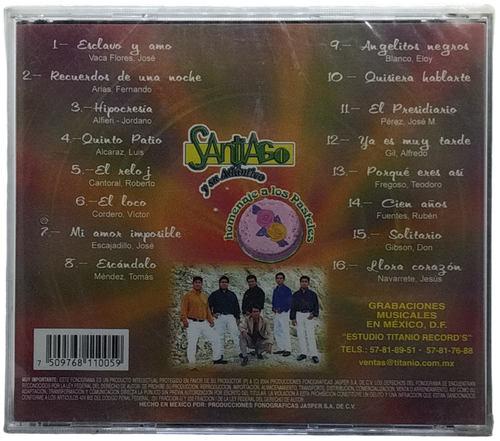 1.- Esclavo y amo
Vaca Flores, José
2.- Recuerdos de una noche
Arias, Fernando
3.- Hipocresía
Alfieri - Jordano
4.- Quinto Patio
Alcaraz, Luis
5.- El reloj
Cantoral, Roberto
6.- El loco
Cordero, Víctor
7.- Mi amor imposible
Escajadillo, José
8.- Escándalo
Méndez, Tomás
SANTIAGO
homenaje a los Pasteles
9.- Angelitos negros
Blanco, Eloy
10.- Quisiera hablarte
11.- El Presidiario
Pérez, José M.
12.- Ya es muy tarde
Gil, Alfredo
13.- Porqué eres así
Fregoso, Teodoro
14.- Cien años
Fuentes, Rubén
15.- Solitario
Gibson, Don
16.- Llora corazón
Navarrete, Jesús
GRABACIONES
MUSICALES
EN MÉXICO, D.F.
"ESTUDIO TITANIO RECORD'S"
TELS.: 57-81-89-51 - 57-81-76-88
ventas@titanio.com.mx
7 509768 110059
HECHO EN MEXICO POR: PRODUCCIONES FONOGRAFICAS JASPER S.A. DE C.V.